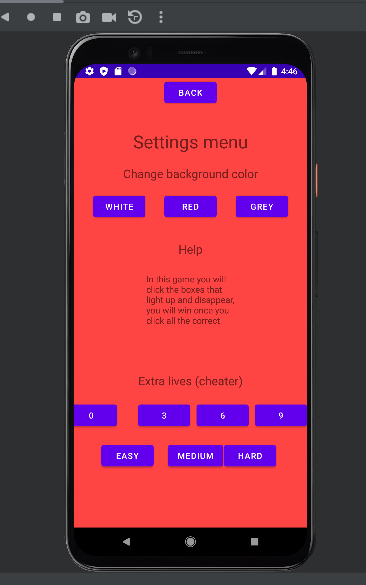 4:46
BACK
Settings menu
Change background color
WHITE RED GREY
Help
In this game you will
click the boxes that
light up and disappear,
you will win once you
click all the correct
Extra lives (cheater)
0 3 6 9
EASY MEDIUM HARD